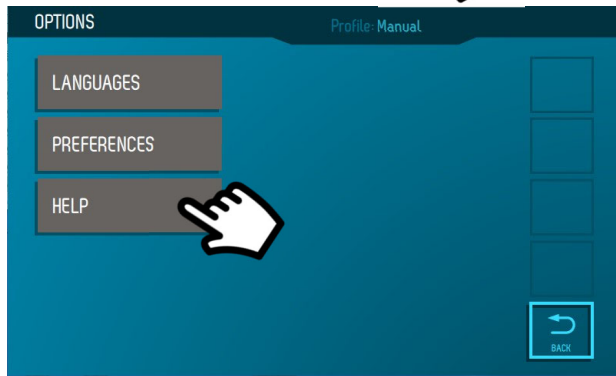 OPTIONS
Profile: Manual
LANGUAGES
PREFERENCES
HELP
BACK